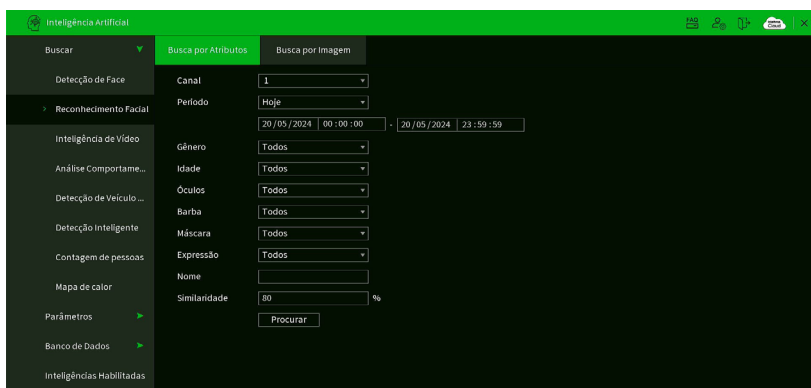 Inteligência Artificial
FAQ
Cloud
Buscar
Detecção de Face
> Reconhecimento Facial
Inteligência de Vídeo
Análise Comportame...
Detecção de Veículo ...
Detecção Inteligente
Contagem de pessoas
Mapa de calor
Parâmetros
Banco de Dados
Inteligências Habilitadas
Busca por Atributos Busca por Imagem
Canal 1
Período Hoje
20/05/2024 00:00:00 - 20/05/2024 23:59:59
Gênero Todos
Idade Todos
Óculos Todos
Barba Todos
Máscara Todos
Expressão Todos
Nome
Similaridade 80 %
Procurar